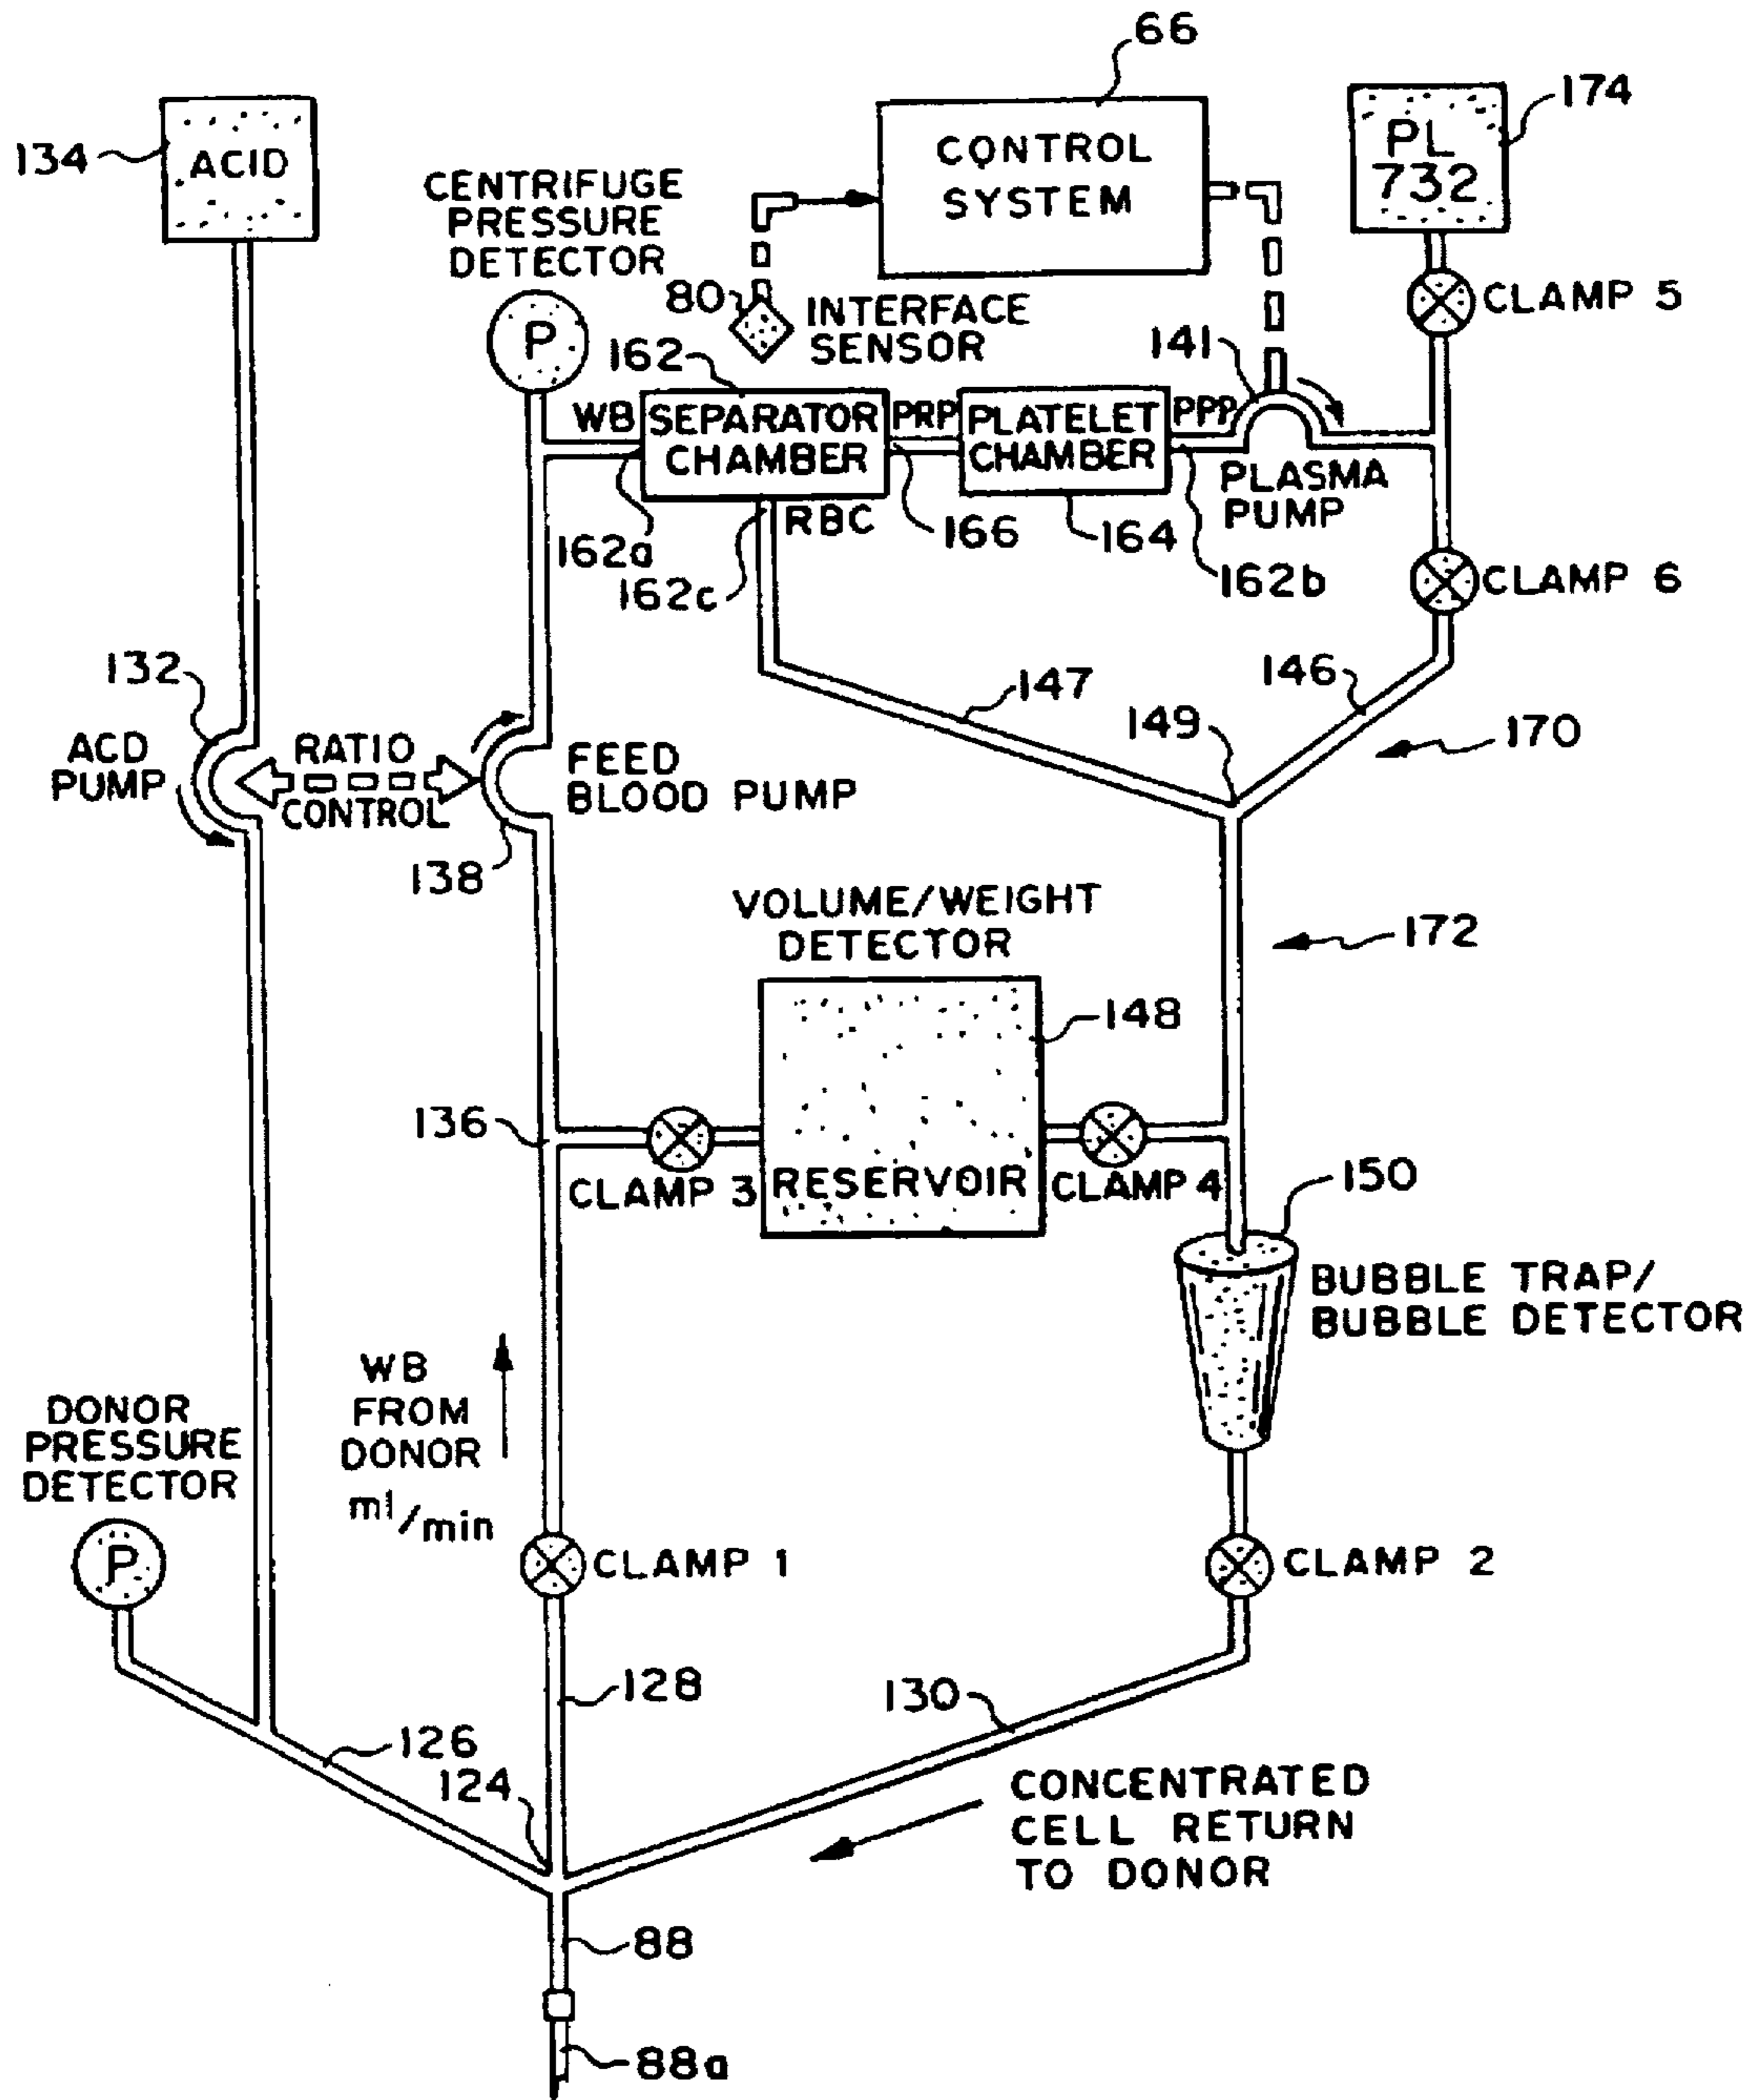 66
134
ACID
CONTROL
SYSTEM
PL
732
174
CENTRIFUGE
PRESSURE
DETECTOR
P
80
INTERFACE
SENSOR
CLAMP 5
162
141
WB
SEPARATOR
CHAMBER
PRP
PLATELET
CHAMBER
PPP
PLASMA
PUMP
RBC
162a
162c
166
164
162b
CLAMP 6
132
147
149
146
170
ACD
PUMP
RATIO
CONTROL
FEED
BLOOD PUMP
138
VOLUME/WEIGHT
DETECTOR
172
148
136
CLAMP 3
RESERVOIR
CLAMP 4
150
BUBBLE TRAP/
BUBBLE DETECTOR
WB
FROM
DONOR
ml/min
DONOR
PRESSURE
DETECTOR
P
CLAMP 1
CLAMP 2
128
130
126
124
CONCENTRATED
CELL RETURN
TO DONOR
88
88a